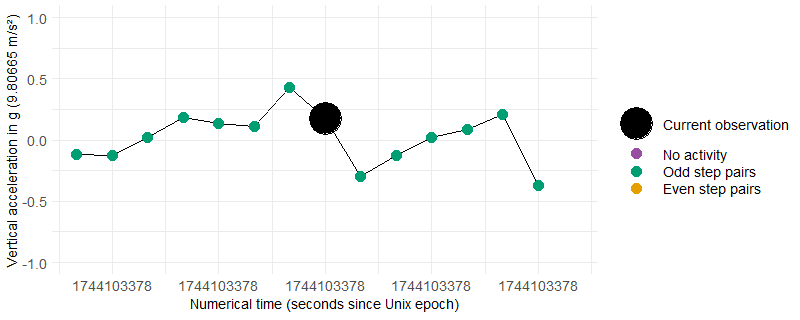 Vertical acceleration in g (9.80665 m/s²)
1.0
0.5
0.0
-0.5
-1.0
1744103378 1744103378 1744103378 1744103378 1744103378
Numerical time (seconds since Unix epoch)
Current observation
No activity
Odd step pairs
Even step pairs